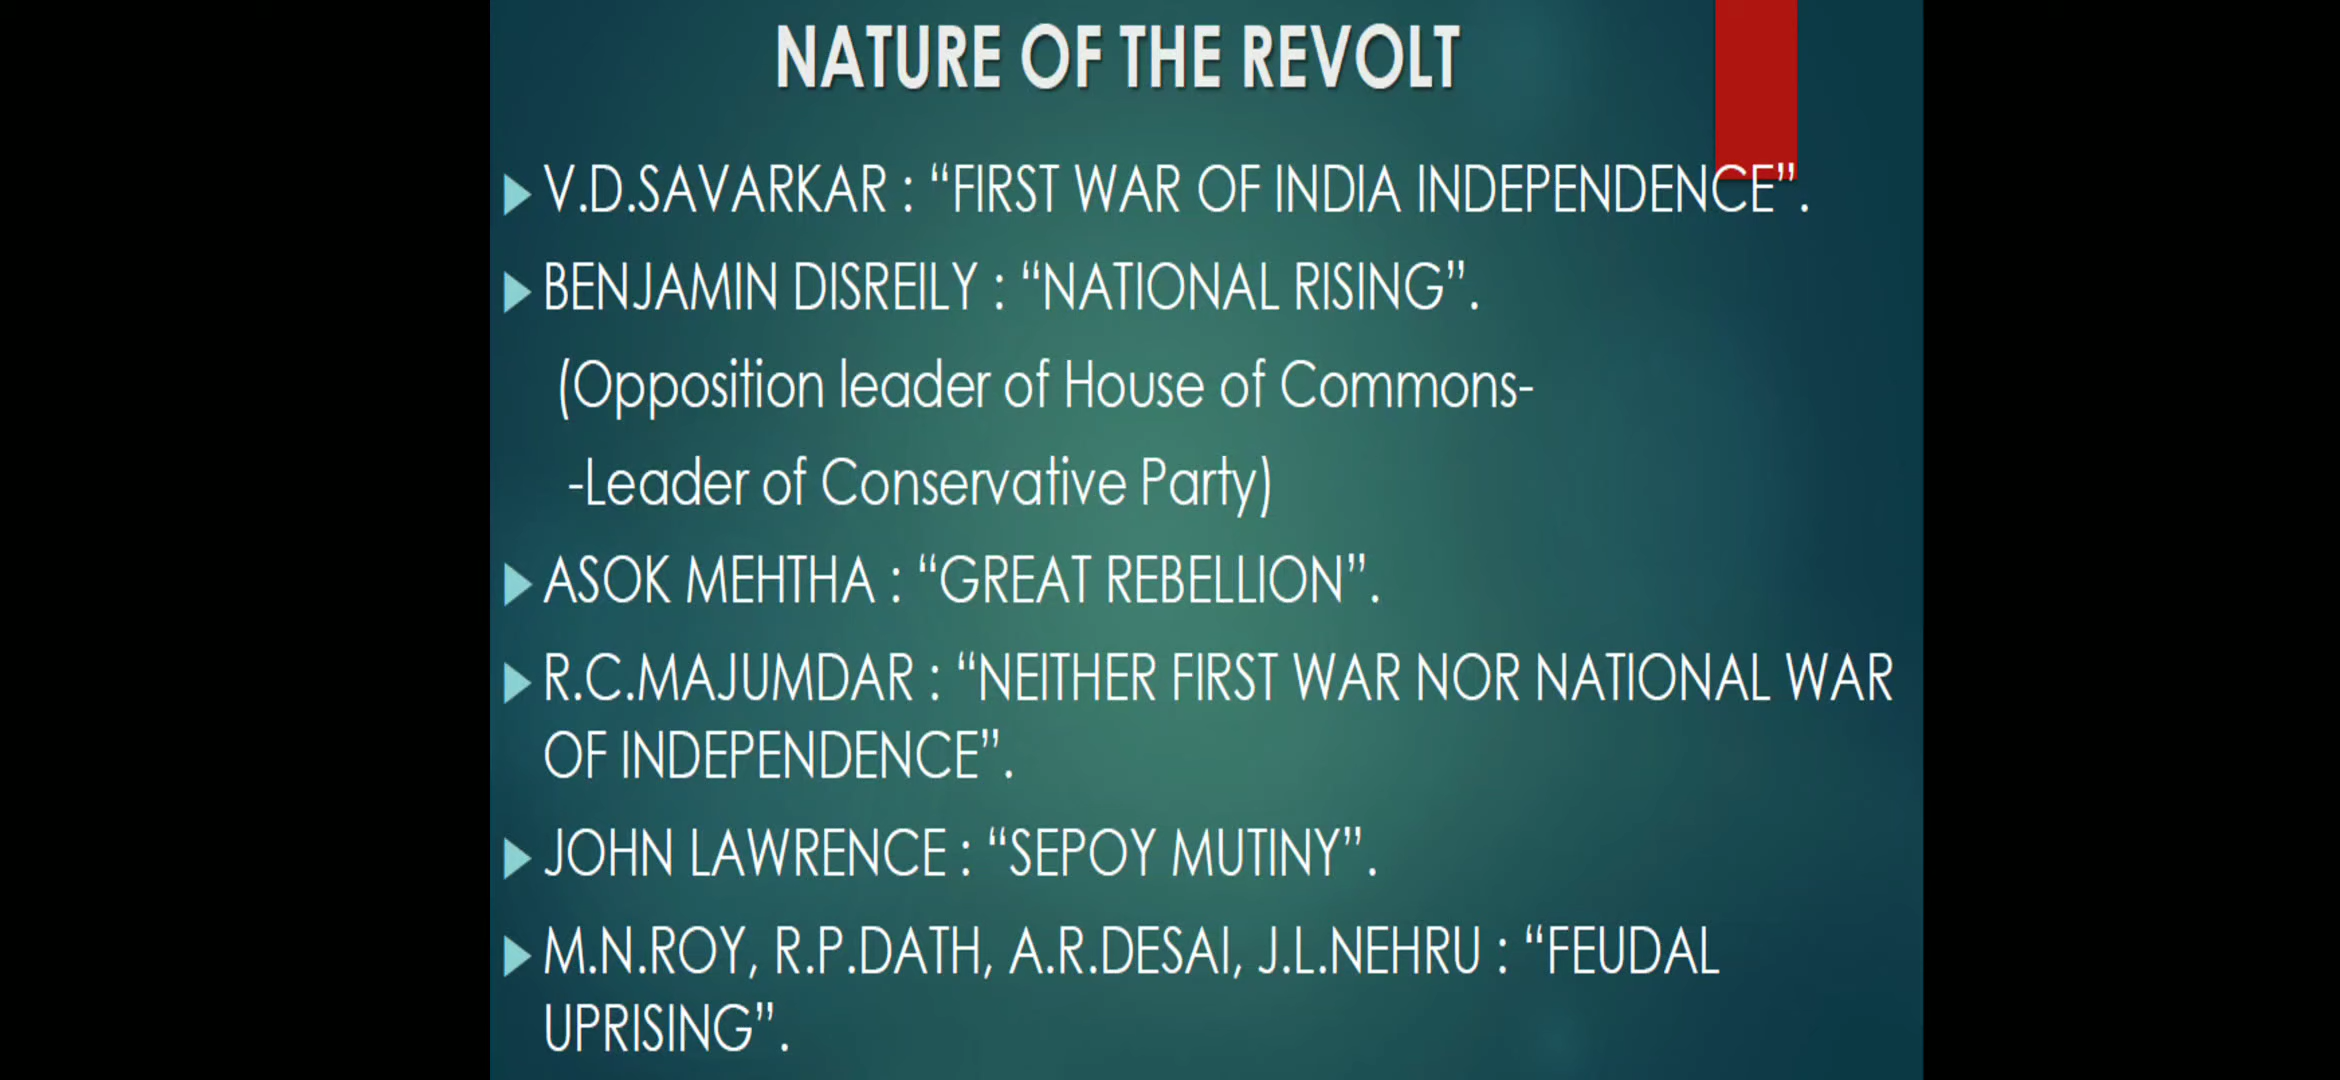 NATURE OF THE REVOLT
V.D.SAVARKAR : “FIRST WAR OF INDIA INDEPENDENCE”.
BENJAMIN DISREILY : “NATIONAL RISING”.
(Opposition leader of House of Commons-
-Leader of Conservative Party)
ASOK MEHTHA : “GREAT REBELLION”.
R.C.MAJUMDAR : “NEITHER FIRST WAR NOR NATIONAL WAR
OF INDEPENDENCE”.
JOHN LAWRENCE : “SEPOY MUTINY”.
M.N.ROY, R.P.DATH, A.R.DESAI, J.L.NEHRU : “FEUDAL
UPRISING”.